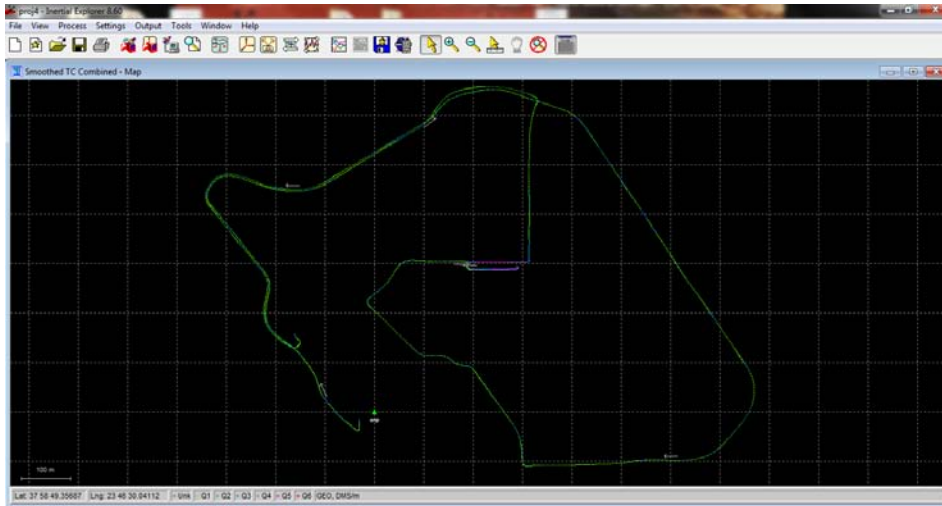 proj4 - Inertial Explorer 8.60
File View Process Settings Output Tools Window Help
Smoothed TC Combined - Map
100 m
Lat: 37 58 49.35687 Lng: 23 46 30.04112 Unk Q1 Q2 Q3 Q4 Q5 Q6 GEO, DMS/m